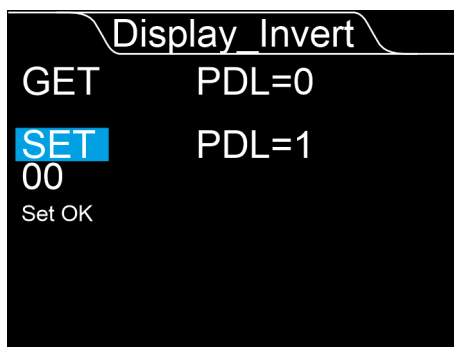 Display_Invert
GET PDL=0
SET PDL=1
00
Set OK